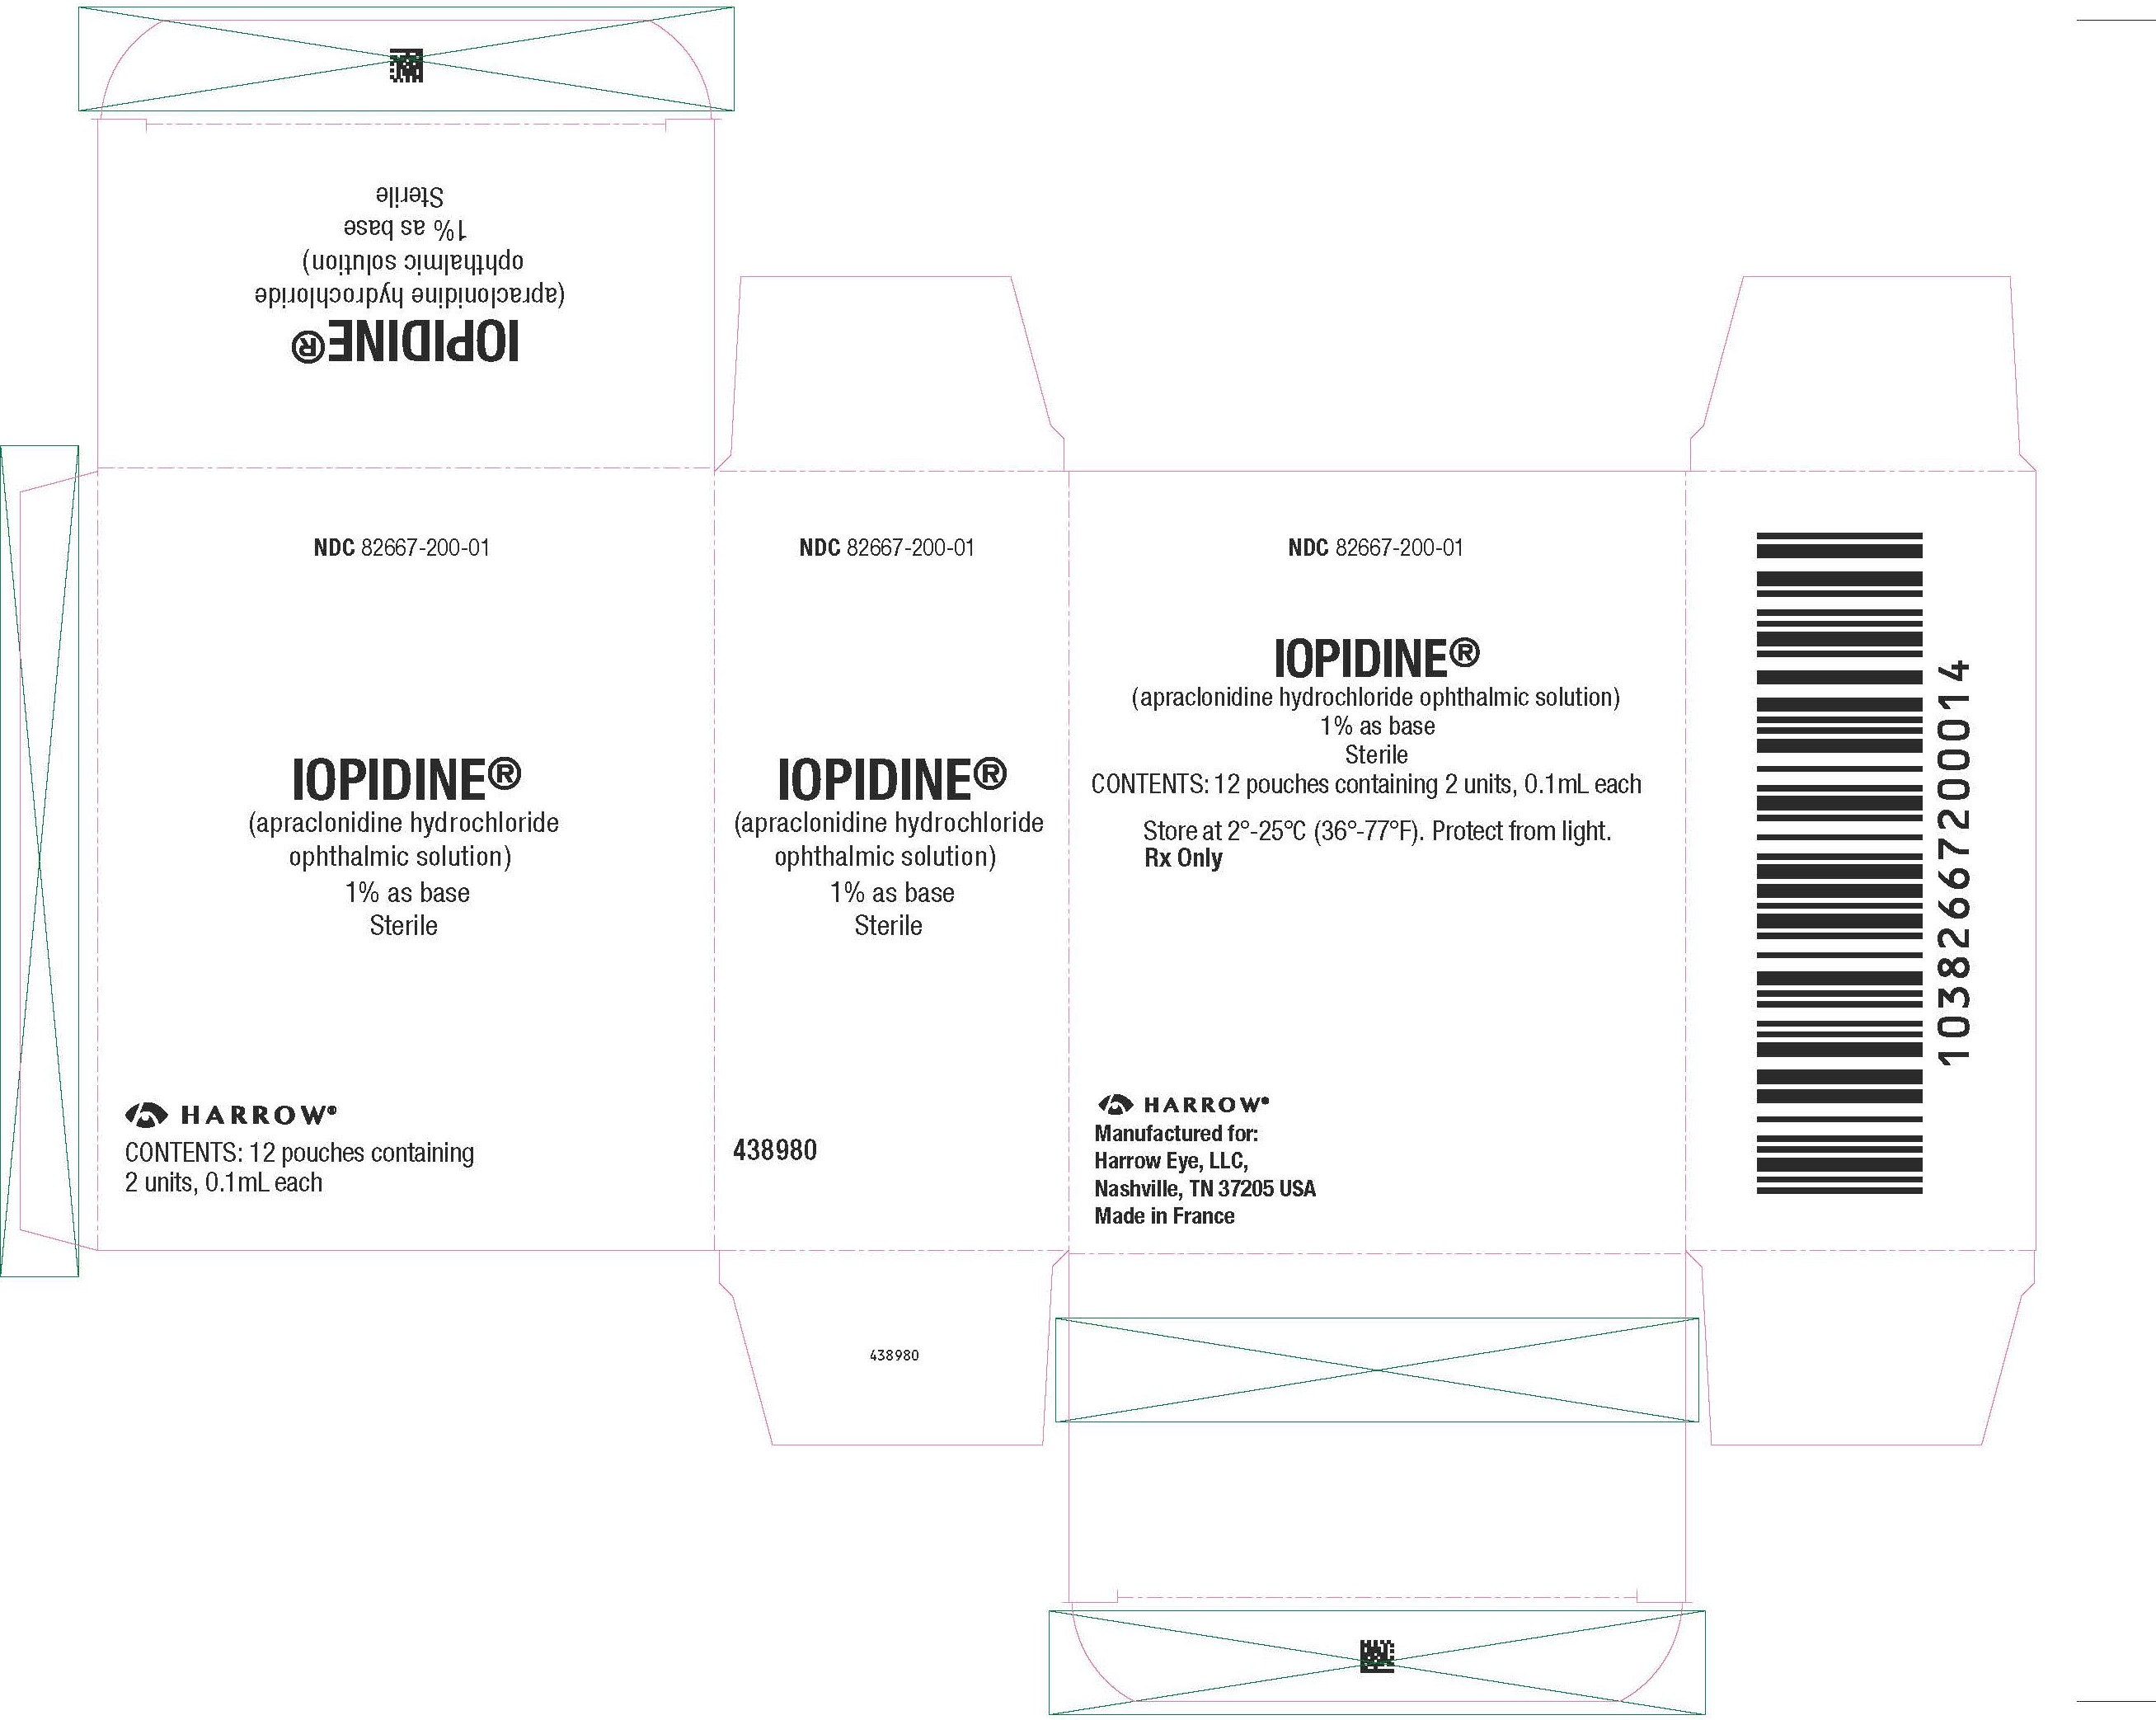 IOPIDINE®
(apraclonidine hydrochloride
ophthalmic solution)
1% as base
Sterile
NDC 82667-200-01
IOPIDINE®
(apraclonidine hydrochloride
ophthalmic solution)
1% as base
Sterile
HARROW®
CONTENTS: 12 pouches containing
2 units, 0.1mL each
NDC 82667-200-01
IOPIDINE®
(apraclonidine hydrochloride
ophthalmic solution)
1% as base
Sterile
438980
438980
NDC 82667-200-01
IOPIDINE®
(apraclonidine hydrochloride ophthalmic solution)
1% as base
Sterile
CONTENTS: 12 pouches containing 2 units, 0.1mL each
Store at 2°-25°C (36°-77°F). Protect from light.
Rx Only
HARROW®
Manufactured for:
Harrow Eye, LLC,
Nashville, TN 37205 USA
Made in France
10382667200014